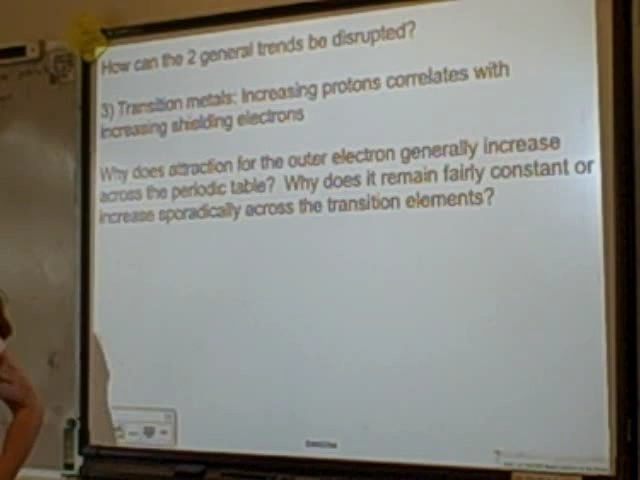 How can the 2 general trends be disrupted?
3) Transition metals: Increasing protons correlates with
increasing shielding electrons
Why does attraction for the outer electron generally increase
across the periodic table? Why does it remain fairly constant or
increase sporadically across the transition elements?